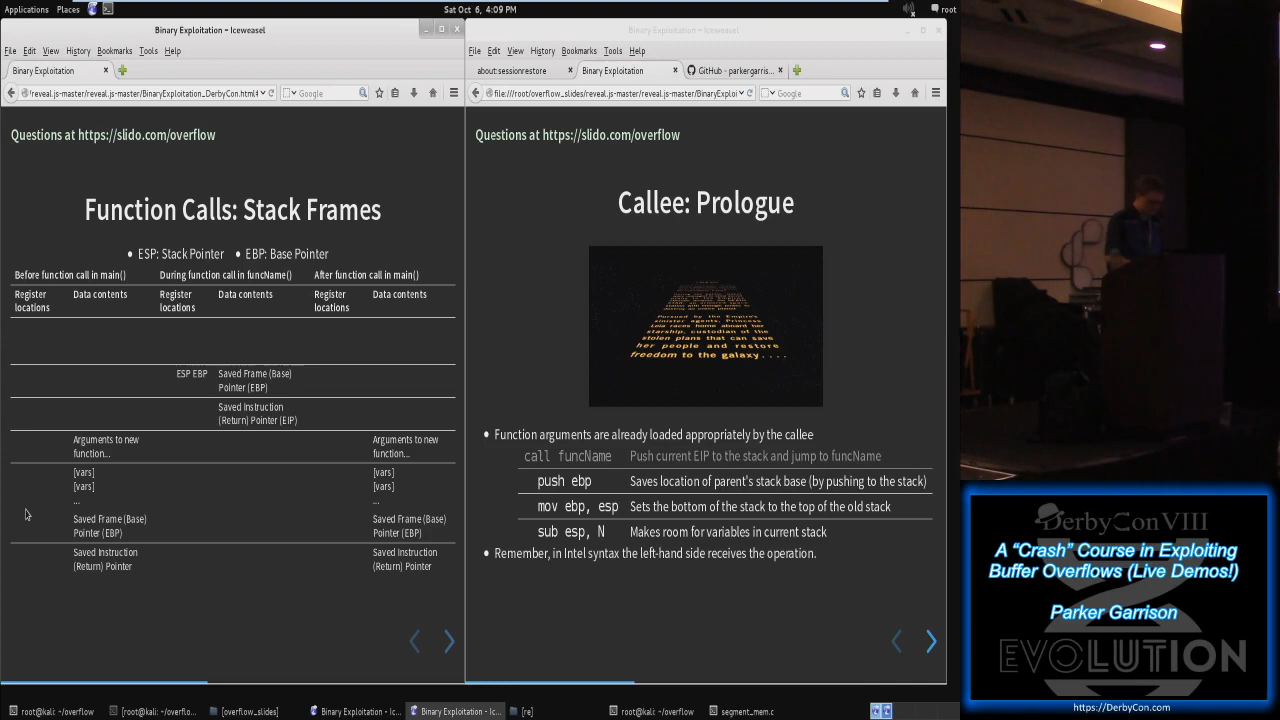 Applications Places Sat Oct 6, 4:09 PM root
Binary Exploitation - Iceweasel
File Edit View History Bookmarks Tools Help
Binary Exploitation
!reveal.js-master/reveal.js-master/BinaryExploitation_DerbyCon.html# Google
Questions at https://slido.com/overflow
Function Calls: Stack Frames
• ESP: Stack Pointer • EBP: Base Pointer
Before function call in main() During function call in funcName() After function call in main()
Register locations Data contents Register locations Data contents Register locations Data contents
ESP EBP Saved Frame (Base) Pointer (EBP)
Saved Instruction (Return) Pointer (EIP)
Arguments to new function... Arguments to new function...
[vars] [vars]
[vars] [vars]
... ...
Saved Frame (Base) Pointer (EBP) Saved Frame (Base) Pointer (EBP)
Saved Instruction (Return) Pointer Saved Instruction (Return) Pointer
Binary Exploitation - Iceweasel
File Edit View History Bookmarks Tools Help
about:sessionrestore Binary Exploitation GitHub - parkergarris...
file:///root/overflow_slides/reveal.js-master/reveal.js-master/BinaryExploi Google
Questions at https://slido.com/overflow
Callee: Prologue
Pursued by the Empire's
sinister agents, Princess
Leia races home aboard her
starship, custodian of the
stolen plans that can save
her people and restore
freedom to the galaxy....
• Function arguments are already loaded appropriately by the callee
call funcName Push current EIP to the stack and jump to funcName
push ebp Saves location of parent's stack base (by pushing to the stack)
mov ebp, esp Sets the bottom of the stack to the top of the old stack
sub esp, N Makes room for variables in current stack
• Remember, in Intel syntax the left-hand side receives the operation.
DerbyCon VIII
A “Crash” Course in Exploiting
Buffer Overflows (Live Demos!)
Parker Garrison
EVOLUTION
https://DerbyCon.com
root@kali: ~/overflow [root@kali: ~/overflo... [overflow_slides] Binary Exploitation - Ic... Binary Exploitation - Ic... [re] root@kali: ~/overflow segment_mem.c